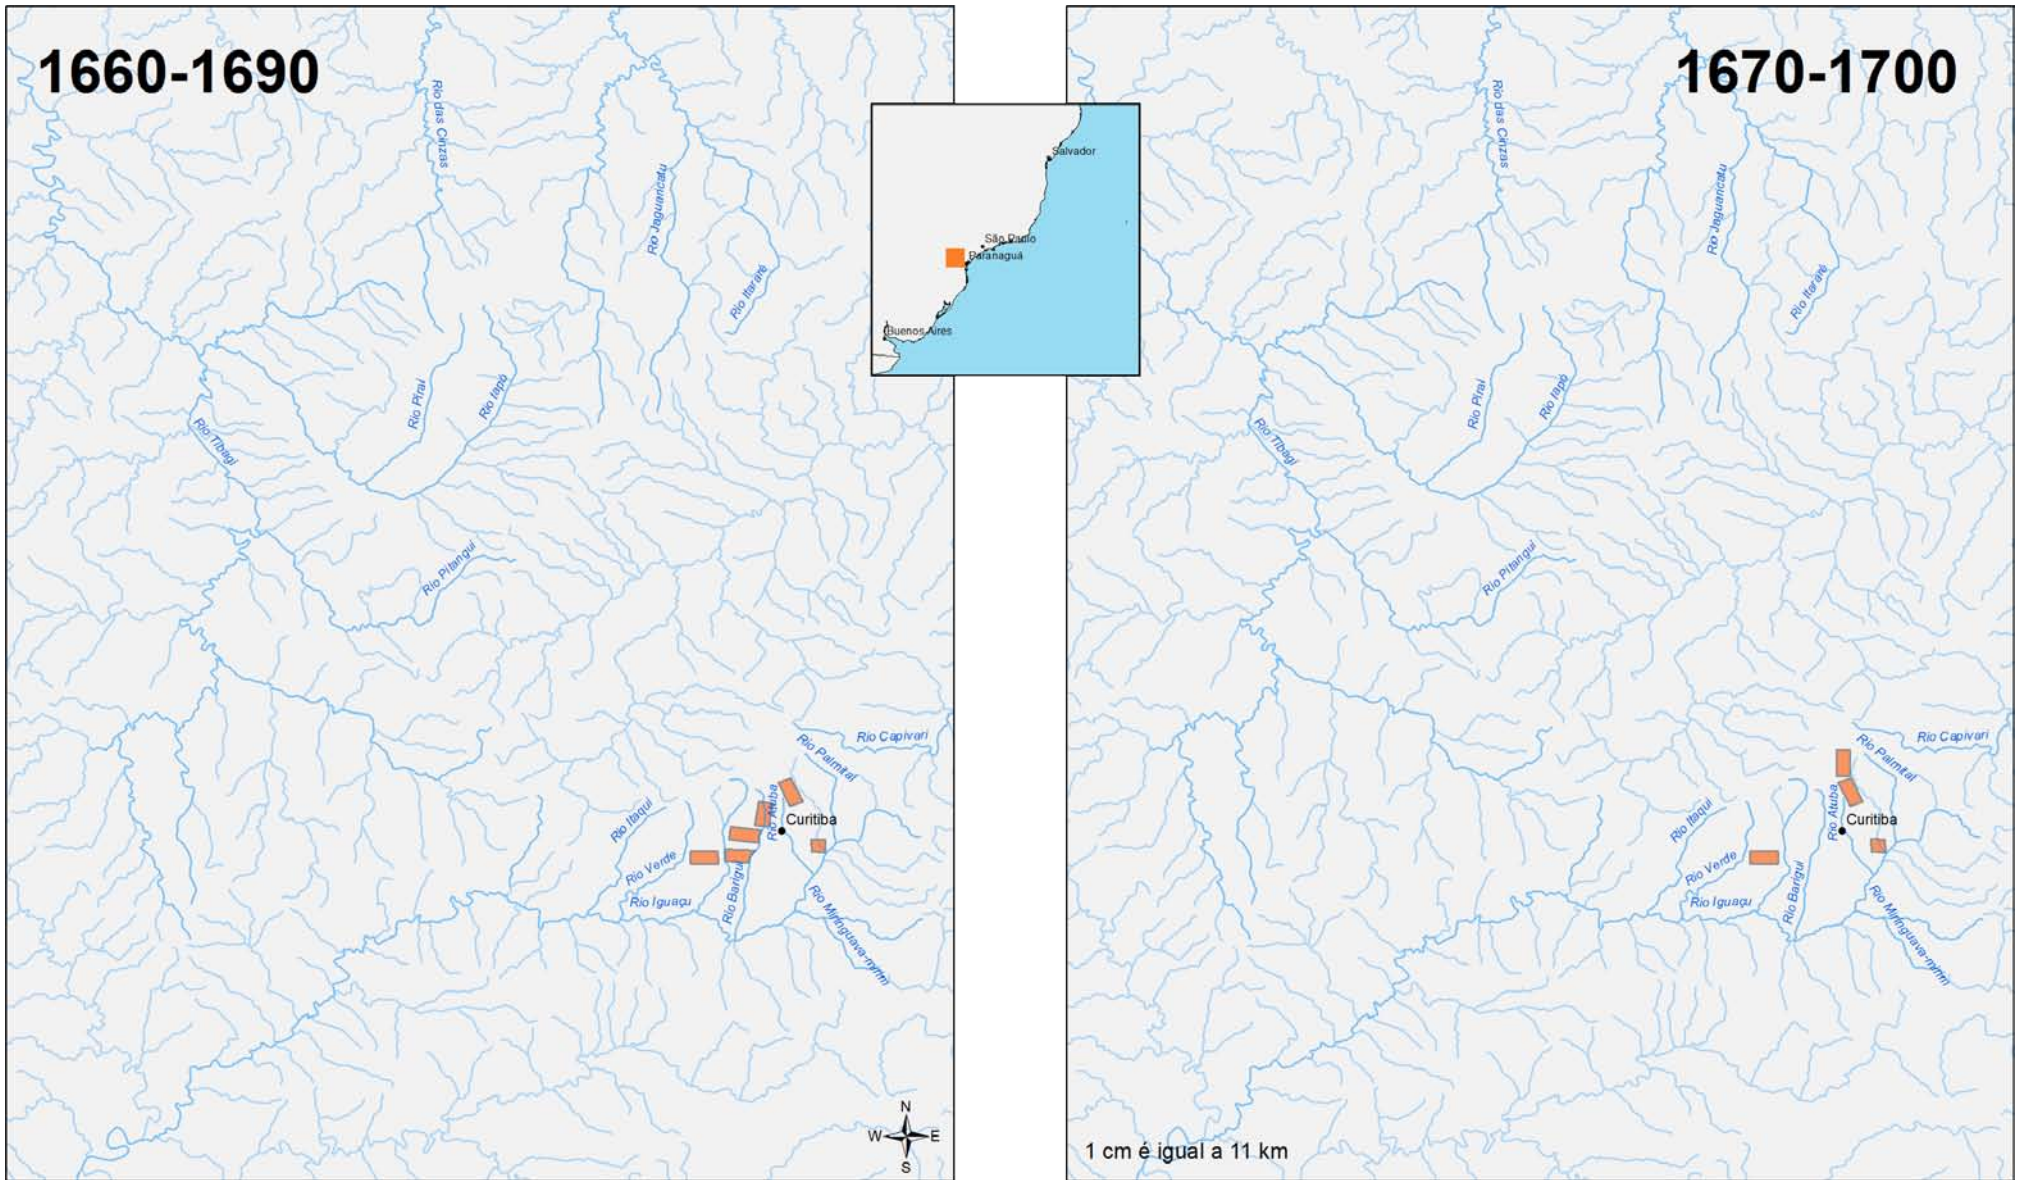 1660-1690
1670-1700
Rio das Cinzas
Rio Jaguaricatu
Rio Itararé
Rio Piraí
Rio Iapó
Rio Tibagi
Rio Pitangui
Rio Capivari
Rio Palmital
Rio Atuba
Curitiba
Rio Itaqui
Rio Verde
Rio Iguaçu
Rio Barigui
Rio Miringuava-mirim
N
W
E
S
Salvador
São Paulo
Paranaguá
Buenos Aires
Rio das Cinzas
Rio Jaguaricatu
Rio Itararé
Rio Piraí
Rio Iapó
Rio Tibagi
Rio Pitangui
Rio Capivari
Rio Palmital
Rio Atuba
Curitiba
Rio Itaqui
Rio Verde
Rio Iguaçu
Rio Barigui
Rio Miringuava-mirim
1 cm é igual a 11 km